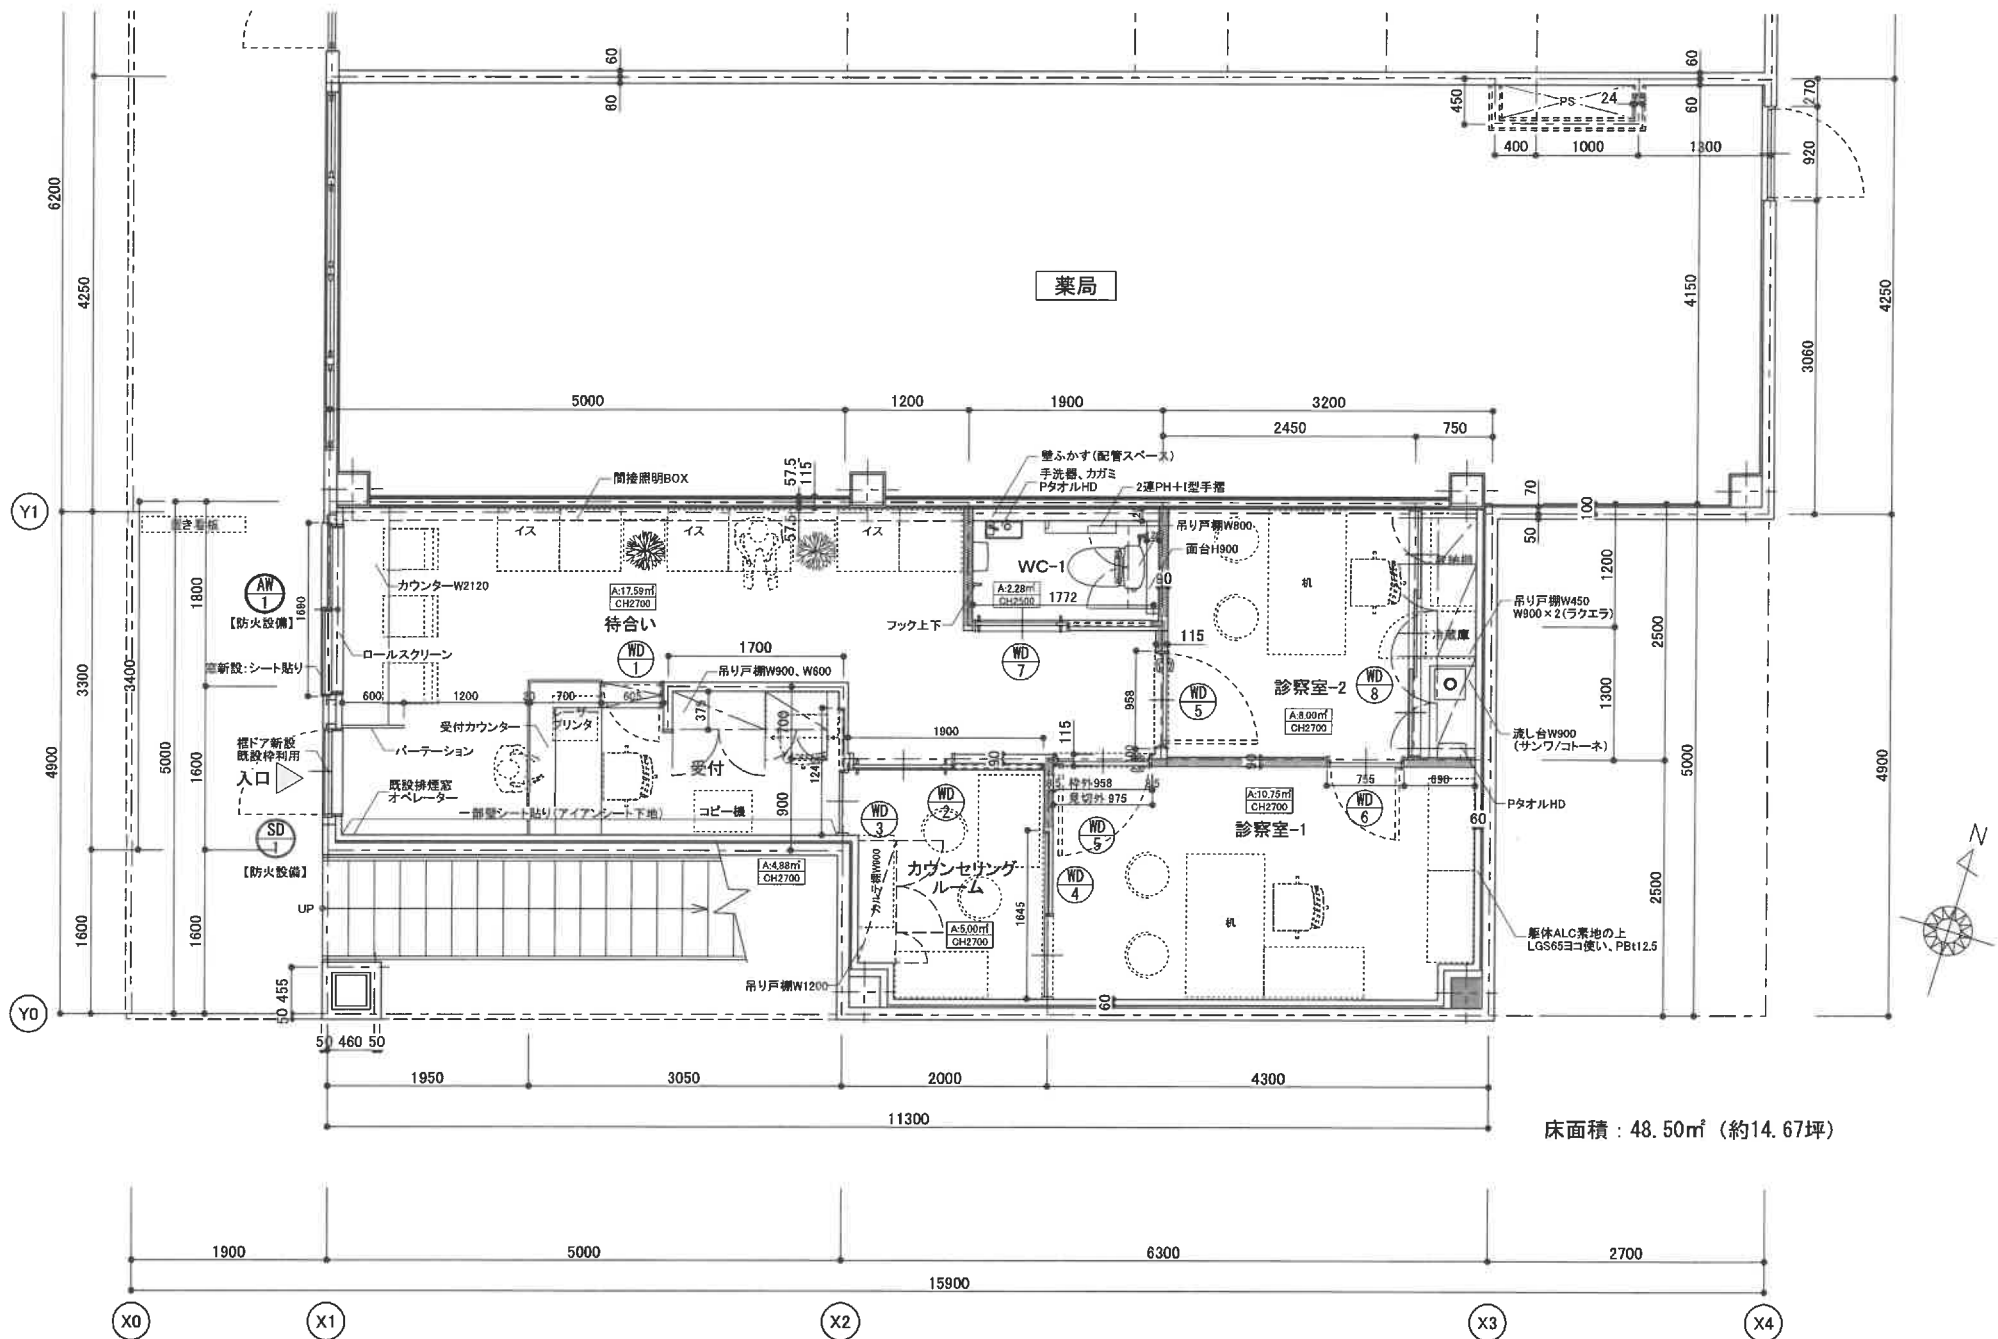 60
60
60
60
270
450
PS
24
400
1000
1300
920
6200
4250
薬局
4150
4250
3060
5000
1200
1900
3200
2450
750
57.5
115
壁ふかす(配管スペース)
手洗器、カガミ
PタオルHD
2連PH+I型手摺
間接照明BOX
Y1
70
100
50
イス
イス
57.5
イス
吊り戸棚W800
面台H900
WC-1
90
机
AW
1
【防火設備】
1800
1690
カウンターW2120
A:17.59㎡
CH2700
待合い
A:2.28㎡
CH2500
1772
フック上下
115
1200
2500
吊り戸棚W450
W900×2(ラクエラ)
冷蔵庫
ロールスクリーン
窓新設:シート貼り
WD
1
1700
吊り戸棚W900、W600
WD
7
WD
5
診察室-2
WD
8
A:8.00㎡
CH2700
958
1300
3300
3400
600
1200
700
605
375
700
受付カウンター
プリンタ
パーテーション
流し台W900
(サンワ/コトーネ)
4900
5000
1600
框ドア新設
既設枠利用
入口
既設排煙窓
オペレーター
受付
1900
90
115
90
5000
4900
一部壁シート貼り(アイアンシート下地)
コピー機
900
枠外958
見切外 975
755
690
PタオルHD
SD
1
【防火設備】
WD
3
WD
2
WD
5
A:10.75㎡
CH2700
診察室-1
WD
6
60
A:4.88㎡
CH2700
カルテ棚W900
カウンセリング
ルーム
WD
4
UP
1600
1600
A:5.00㎡
CH2700
1645
机
2500
躯体ALC素地の上
LGS65ヨコ使い、PBt12.5
N
吊り戸棚W1200
60
Y0
50 455
50 460 50
1950
3050
2000
4300
11300
床面積:48.50㎡(約14.67坪)
1900
5000
6300
2700
15900
X0
X1
X2
X3
X4